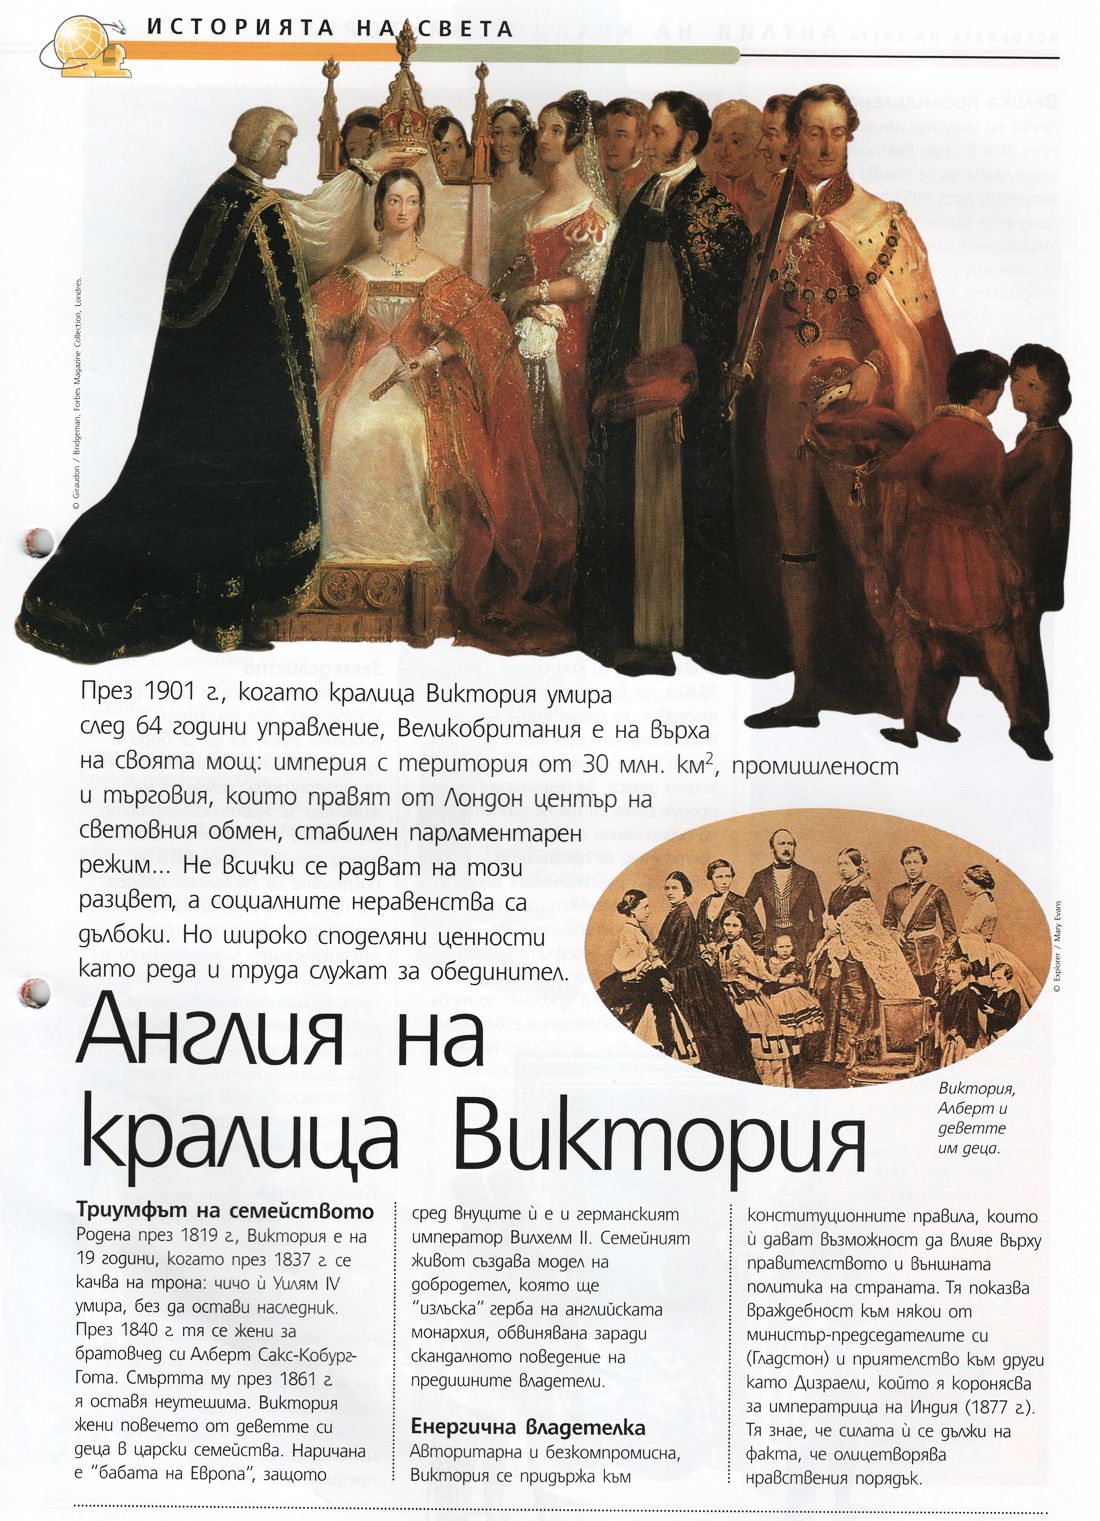 ИСТОРИЯТА НА СВЕТА
© Giraudon / Bridgeman, Forbes Magazine Collection, Londres.
През 1901 г., когато кралица Виктория умира
след 64 години управление, Великобритания е на върха
на своята мощ: империя с територия от 30 млн. км², промишленост
и търговия, които правят от Лондон център на
световния обмен, стабилен парламентарен
режим... Не всички се радват на този
разцвет, а социалните неравенства са
дълбоки. Но широко споделяни ценности
като реда и труда служат за обединител.
© Explorer / Mary Evans
Англия на
кралица Виктория
Виктория,
Алберт и
деветте
им деца.
Триумфът на семейството
Родена през 1819 г., Виктория е на
19 години, когато през 1837 г. се
качва на трона: чичо ѝ Уилям IV
умира, без да остави наследник.
През 1840 г. тя се жени за
братовчед си Алберт Сакс-Кобург-
Гота. Смъртта му през 1861 г.
я оставя неутешима. Виктория
жени повечето от деветте си
деца в царски семейства. Наричана
е “бабата на Европа”, защото
сред внуците ѝ е и германският
император Вилхелм II. Семейният
живот създава модел на
добродетел, която ще
“излъска” герба на английската
монархия, обвинявана заради
скандалното поведение на
предишните владетели.
Енергична владетелка
Авторитарна и безкомпромисна,
Виктория се придържа към
конституционните правила, които
ѝ дават възможност да влияе върху
правителството и външната
политика на страната. Тя показва
враждебност към някои от
министър-председателите си
(Гладстон) и приятелство към други
като Дизраели, който я коронясва
за императрица на Индия (1877 г.).
Тя знае, че силата ѝ се дължи на
факта, че олицетворява
нравствения порядък.